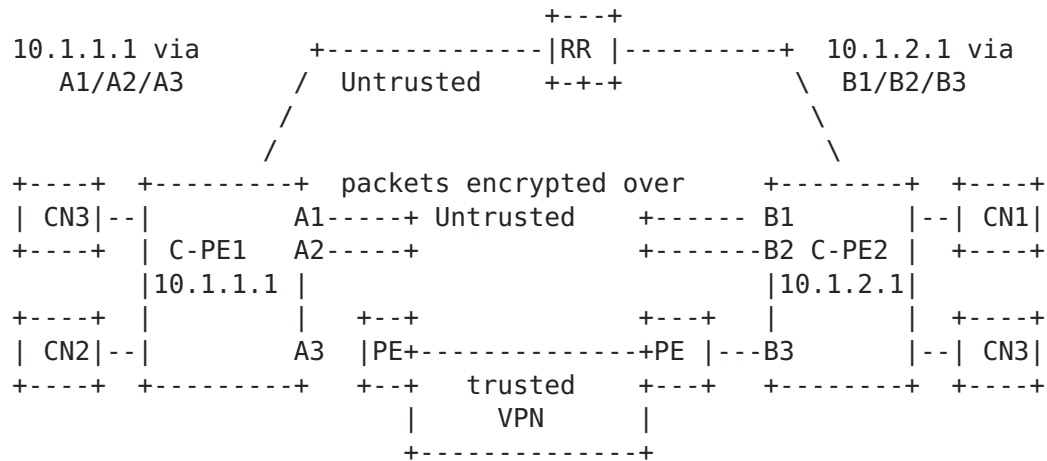 +---+
10.1.1.1 via +--------------|RR |----------+ 10.1.2.1 via
A1/A2/A3 / Untrusted +-+-+ \ B1/B2/B3
/ \
/ \
+----+ +---------+ packets encrypted over +--------+ +----+
| CN3|--| A1-----+ Untrusted +------ B1 |--| CN1|
+----+ | C-PE1 A2-----+ +-------B2 C-PE2 | +----+
|10.1.1.1 | |10.1.2.1|
+----+ | | +--+ +---+ | | +----+
| CN2|--| A3 |PE+--------------+PE |---B3 |--| CN3|
+----+ +---------+ +--+ trusted +---+ +--------+ +----+
| VPN |
+--------------+